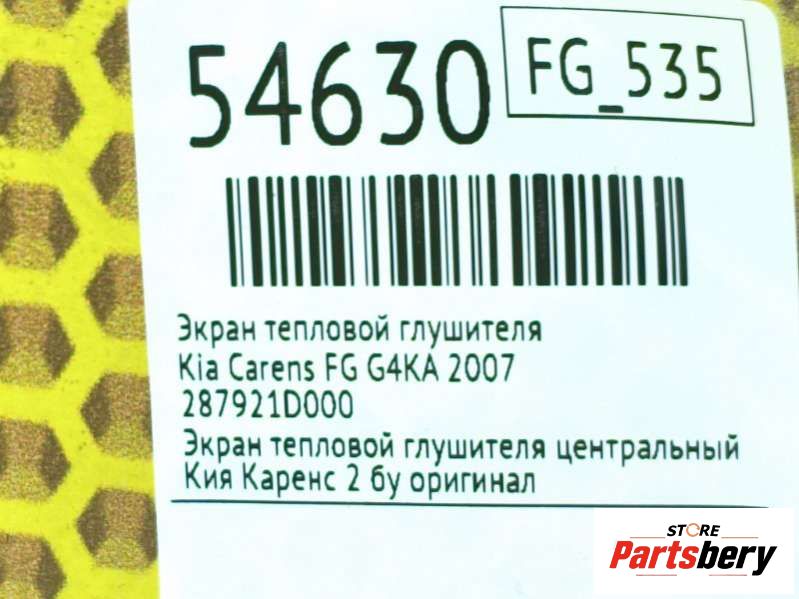 54630
FG_535
Экран тепловой глушителя
Kia Carens FG G4KA 2007
287921D000
Экран тепловой глушителя центральный
Кия Каренс 2 бу оригинал
STORE
Partsbery